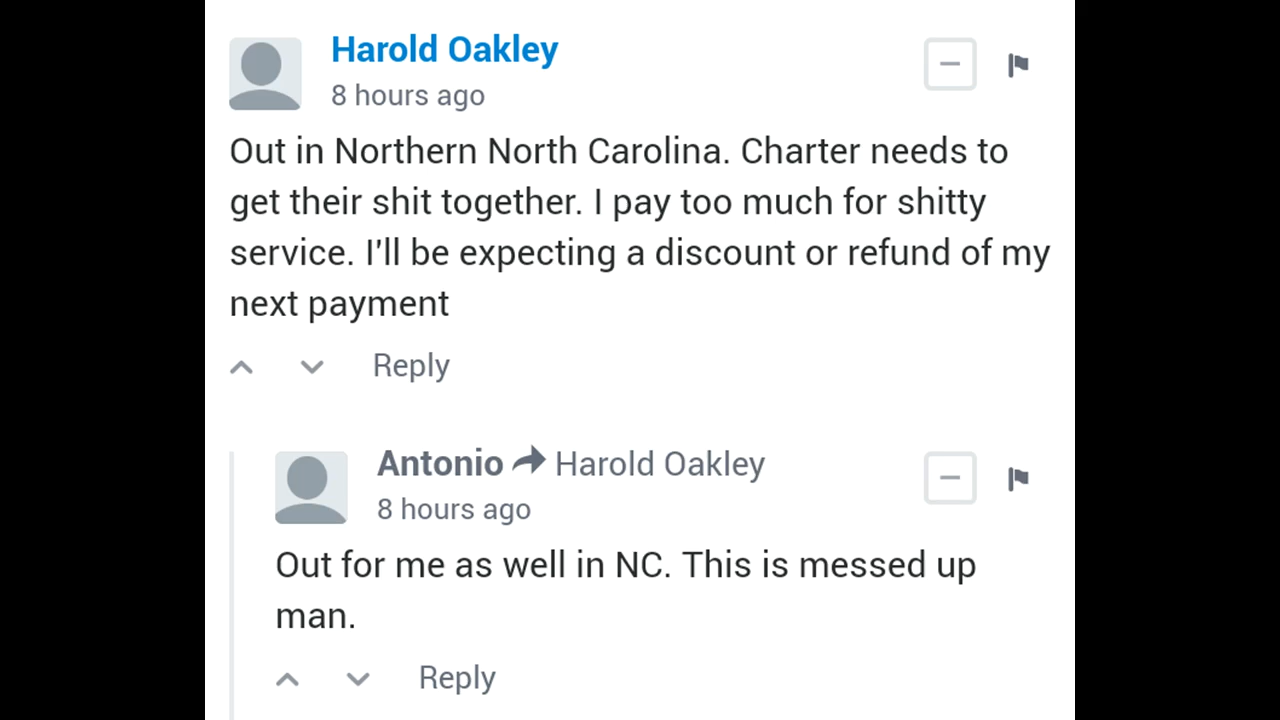 Harold Oakley
8 hours ago
Out in Northern North Carolina. Charter needs to
get their shit together. I pay too much for shitty
service. I'll be expecting a discount or refund of my
next payment
Reply
Antonio Harold Oakley
8 hours ago
Out for me as well in NC. This is messed up
man.
Reply